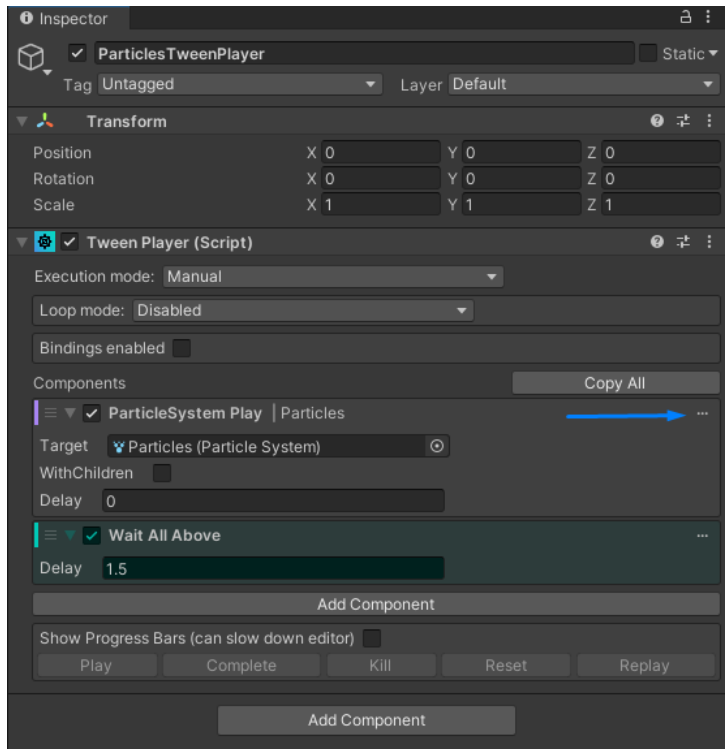 Inspector
ParticlesTweenPlayer Static
Tag Untagged Layer Default
Transform
Position X 0 Y 0 Z 0
Rotation X 0 Y 0 Z 0
Scale X 1 Y 1 Z 1
Tween Player (Script)
Execution mode: Manual
Loop mode: Disabled
Bindings enabled
Components Copy All
ParticleSystem Play | Particles
Target Particles (Particle System)
WithChildren
Delay 0
Wait All Above
Delay 1.5
Add Component
Show Progress Bars (can slow down editor)
Play Complete Kill Reset Replay
Add Component